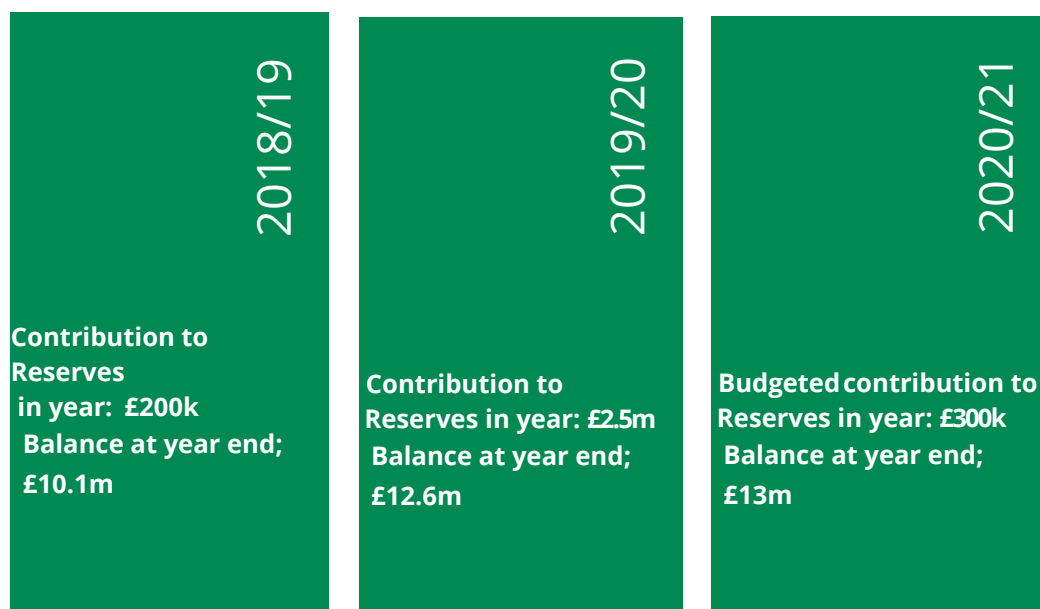 2018/19
Contribution to
Reserves
in year: £200k
Balance at year end;
£10.1m
2019/20
Contribution to
Reserves in year: £2.5m
Balance at year end;
£12.6m
2020/21
Budgeted contribution to
Reserves in year: £300k
Balance at year end;
£13m